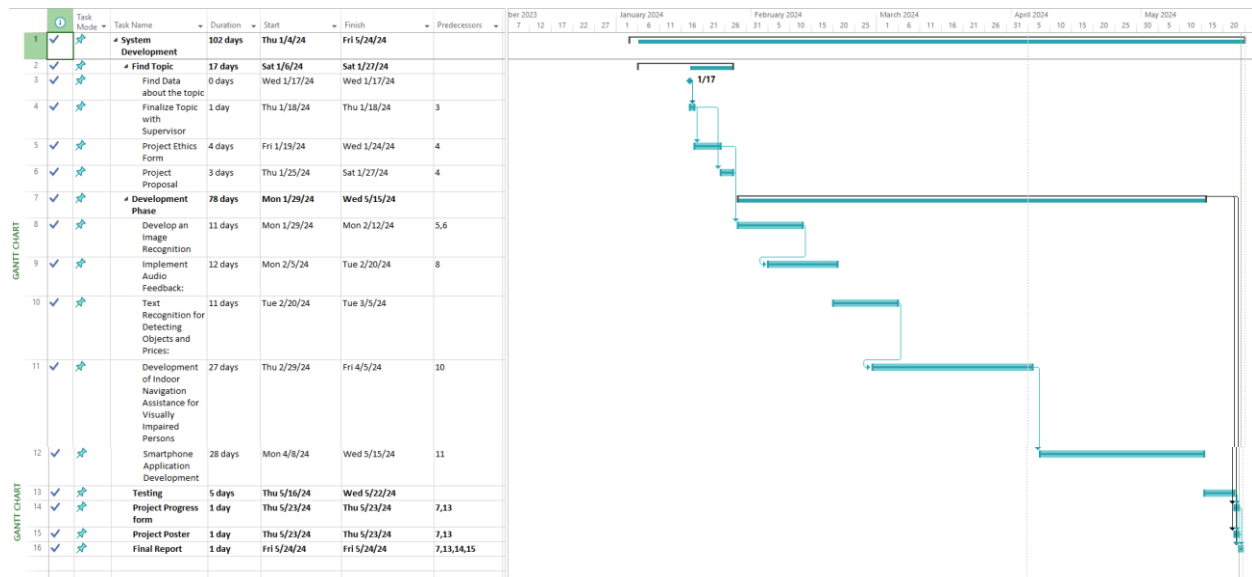 Task Mode Task Name Duration Start Finish Predecessors
ber 2023 January 2024 February 2024 March 2024 April 2024 May 2024
7 12 17 22 27 1 6 11 16 21 26 31 5 10 15 20 25 1 6 11 16 21 26 31 5 10 15 20 25 30 5 10 15 20
1 System Development 102 days Thu 1/4/24 Fri 5/24/24
2 Find Topic 17 days Sat 1/6/24 Sat 1/27/24
3 Find Data about the topic 0 days Wed 1/17/24 Wed 1/17/24
1/17
4 Finalize Topic with Supervisor 1 day Thu 1/18/24 Thu 1/18/24 3
5 Project Ethics Form 4 days Fri 1/19/24 Wed 1/24/24 4
6 Project Proposal 3 days Thu 1/25/24 Sat 1/27/24 4
7 Development Phase 78 days Mon 1/29/24 Wed 5/15/24
8 Develop an Image Recognition 11 days Mon 1/29/24 Mon 2/12/24 5,6
9 Implement Audio Feedback: 12 days Mon 2/5/24 Tue 2/20/24 8
10 Text Recognition for Detecting Objects and Prices: 11 days Tue 2/20/24 Tue 3/5/24
11 Development of Indoor Navigation Assistance for Visually Impaired Persons 27 days Thu 2/29/24 Fri 4/5/24 10
12 Smartphone Application Development 28 days Mon 4/8/24 Wed 5/15/24 11
13 Testing 5 days Thu 5/16/24 Wed 5/22/24
14 Project Progress form 1 day Thu 5/23/24 Thu 5/23/24 7,13
15 Project Poster 1 day Thu 5/23/24 Thu 5/23/24 7,13
16 Final Report 1 day Fri 5/24/24 Fri 5/24/24 7,13,14,15
GANTT CHART
GANTT CHART